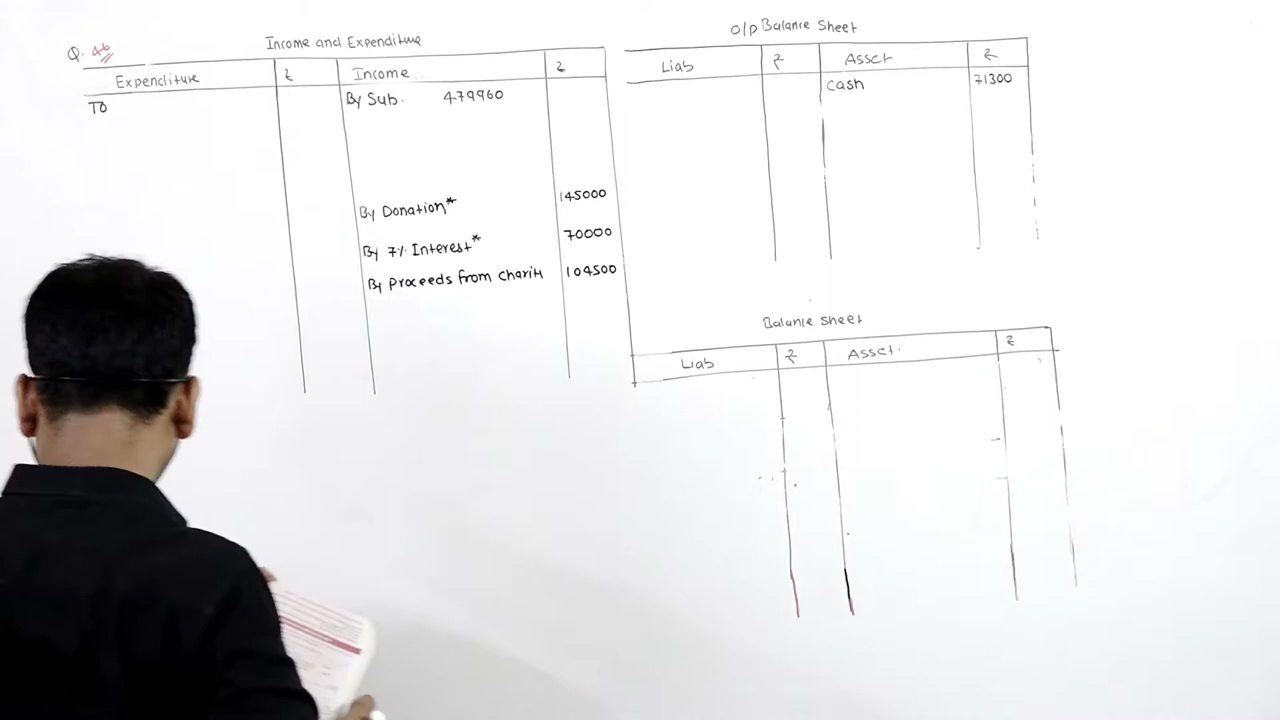 Q. 46
Income and Expenditure
Expenditure ₹ Income ₹
TO
By Sub. 479960
By Donation* 145000
By 7% Interest* 70000
By Proceeds from chariti 104500
O/p Balance Sheet
Liab ₹ Asset ₹
Cash 71300
Balance Sheet
Liab ₹ Asset. ₹